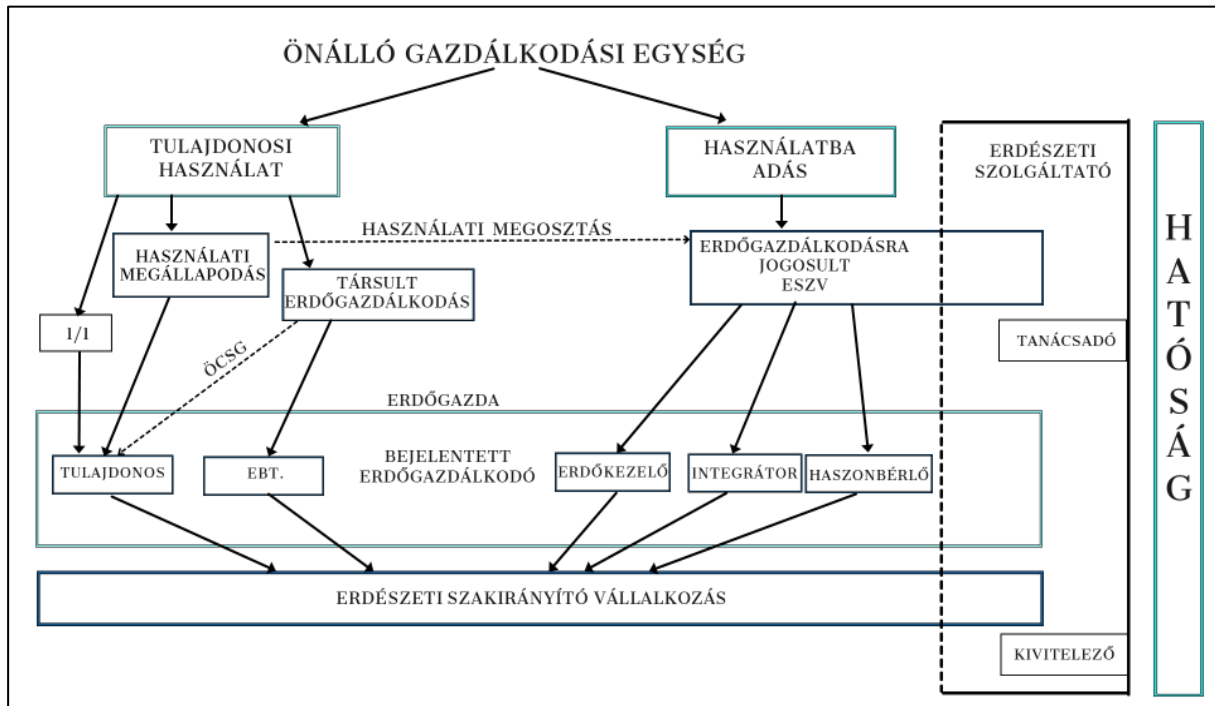 ÖNÁLLÓ GAZDÁLKODÁSI EGYSÉG
TULAJDONOSI
HASZNÁLAT
HASZNÁLATBA
ADÁS
ERDÉSZETI
SZOLGÁLTATÓ
HATÓSÁG
HASZNÁLATI MEGOSZTÁS
HASZNÁLATI
MEGÁLLAPODÁS
TÁRSULT
ERDŐGAZDÁLKODÁS
ERDŐGAZDÁLKODÁSRA
JOGOSULT
ESZV
1/1
ÖCSG
TANÁCSADÓ
ERDŐGAZDA
TULAJDONOS
EBT.
BEJELENTETT
ERDŐGAZDÁLKODÓ
ERDŐKEZELŐ
INTEGRÁTOR
HASZONBÉRLŐ
ERDÉSZETI SZAKIRÁNYÍTÓ VÁLLALKOZÁS
KIVITELEZŐ